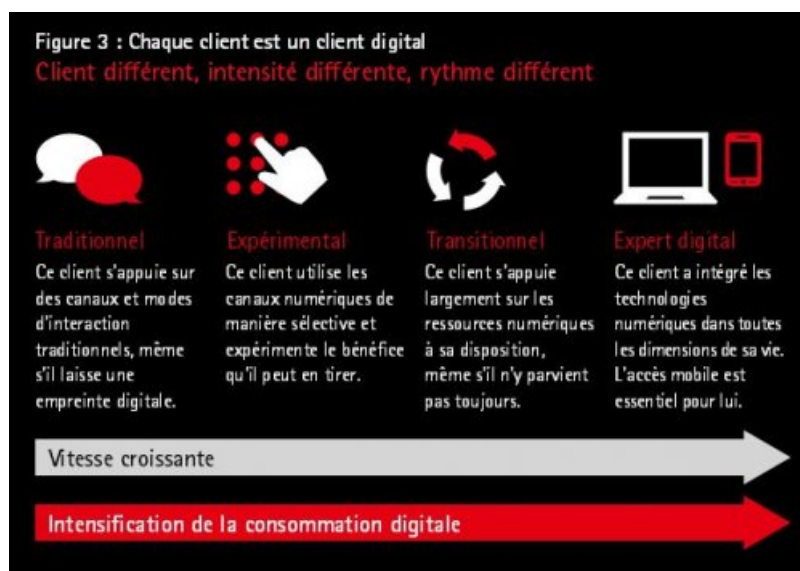 Figure 3 : Chaque client est un client digital
Client différent, intensité différente, rythme différent
Traditionnel
Ce client s'appuie sur
des canaux et modes
d'interaction
traditionnels, même
s'il laisse une
empreinte digitale.
Expérimental
Ce client utilise les
canaux numériques de
manière sélective et
expérimente le bénéfice
qu'il peut en tirer.
Transitionnel
Ce client s'appuie
largement sur les
ressources numériques
à sa disposition,
même s'il n'y parvient
pas toujours.
Expert digital
Ce client a intégré les
technologies
numériques dans toutes
les dimensions de sa vie.
L'accès mobile est
essentiel pour lui.
Vitesse croissante
Intensification de la consommation digitale